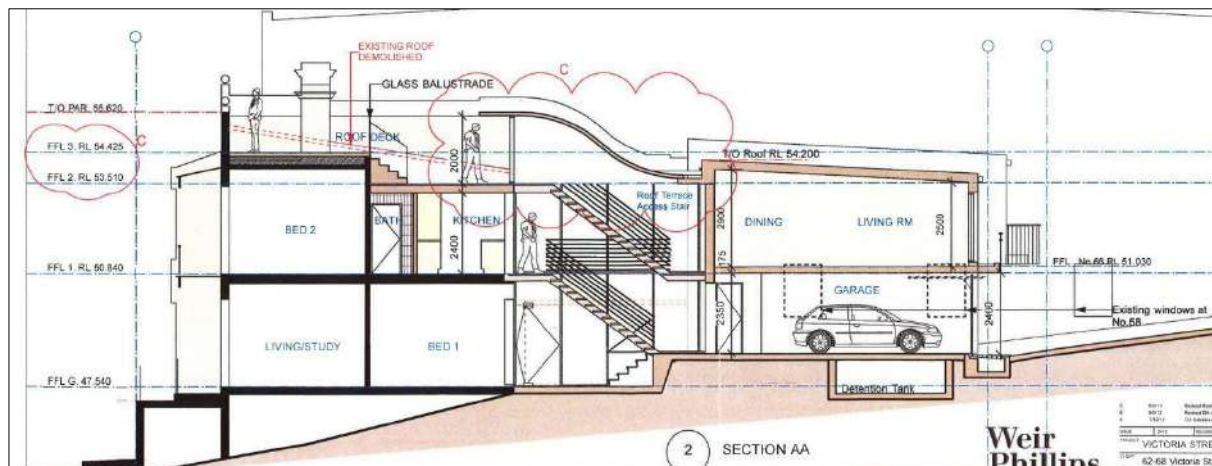 EXISTING ROOF
DEMOLISHED
C
GLASS BALUSTRADE
T/O PAR. 55.620
C
ROOF DECK
FFL 3. RL 54.425
T/O Roof RL 54.200
2000
FFL 2. RL 53.510
Roof Terrace
Access Stair
BED 2
BATH
KITCHEN
2400
2900
DINING
LIVING RM
2500
FFL 1. RL 50.840
175
FFL No.66 RL 51.030
GARAGE
2350
2400
Existing windows at
No.58
LIVING/STUDY
BED 1
FFL G. 47.540
Detention Tank
2 SECTION AA
Weir
Phillips
VICTORIA STRE
62-68 Victoria St